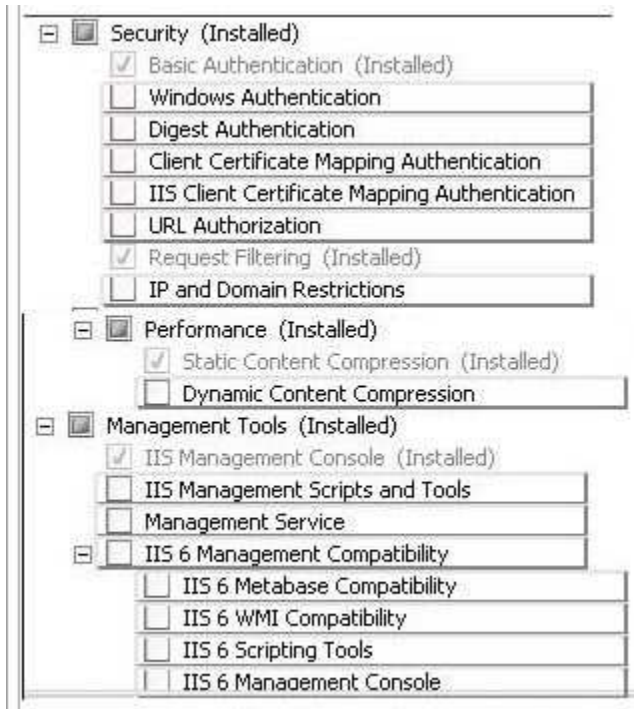 Security (Installed)
Basic Authentication (Installed)
Windows Authentication
Digest Authentication
Client Certificate Mapping Authentication
IIS Client Certificate Mapping Authentication
URL Authorization
Request Filtering (Installed)
IP and Domain Restrictions
Performance (Installed)
Static Content Compression (Installed)
Dynamic Content Compression
Management Tools (Installed)
IIS Management Console (Installed)
IIS Management Scripts and Tools
Management Service
IIS 6 Management Compatibility
IIS 6 Metabase Compatibility
IIS 6 WMI Compatibility
IIS 6 Scripting Tools
IIS 6 Management Console